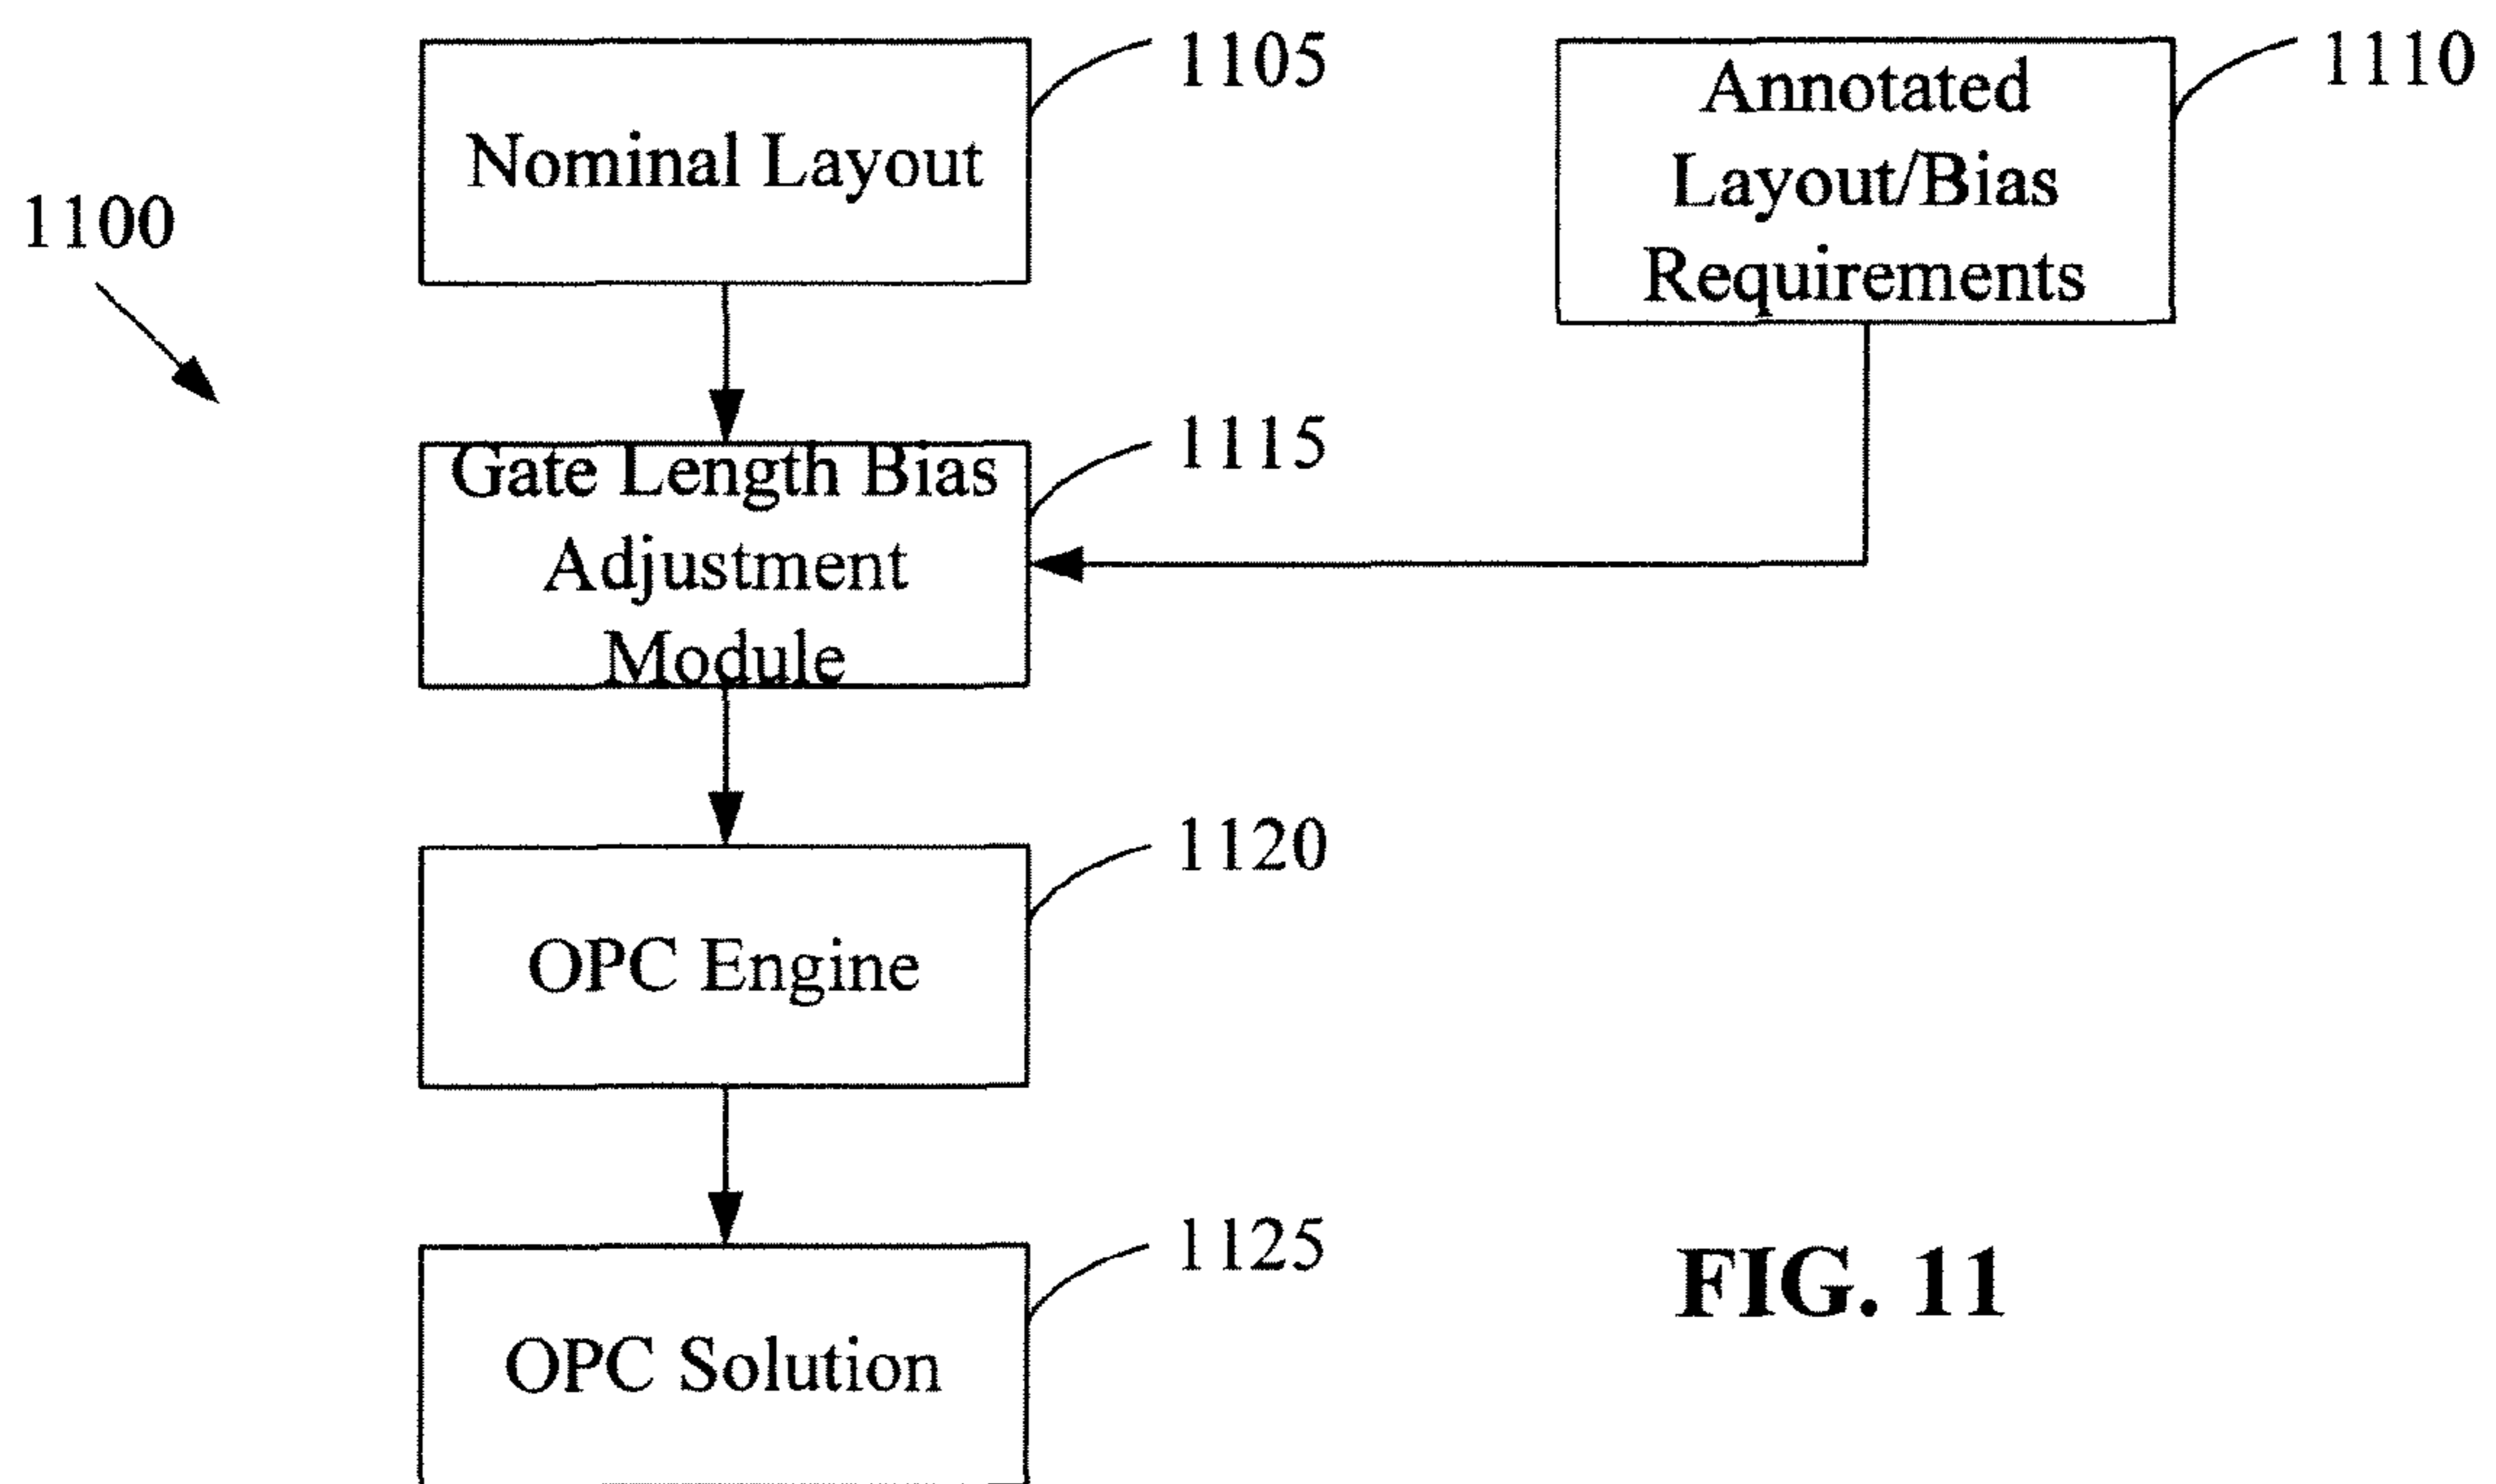 1100
1105
Nominal Layout
1110
Annotated
Layout/Bias
Requirements
1115
Gate Length Bias
Adjustment
Module
1120
OPC Engine
1125
OPC Solution
FIG. 11